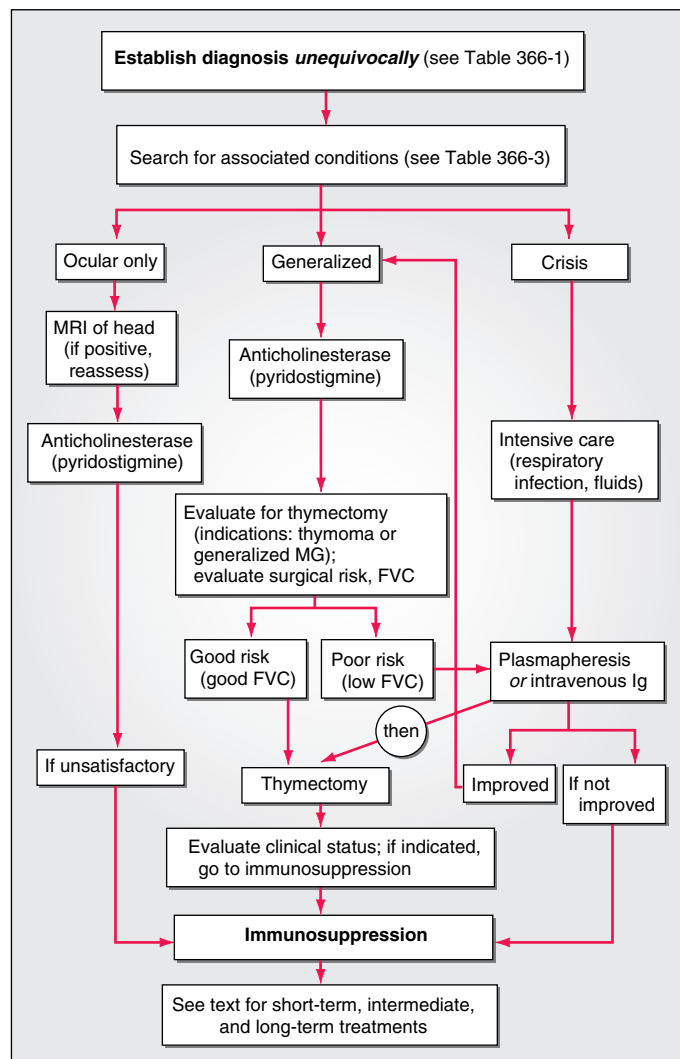 Establish diagnosis unequivocally (see Table 366-1)
Search for associated conditions (see Table 366-3)
Ocular only
Generalized
Crisis
MRI of head
(if positive,
reassess)
Anticholinesterase
(pyridostigmine)
Anticholinesterase
(pyridostigmine)
Intensive care
(respiratory
infection, fluids)
Evaluate for thymectomy
(indications: thymoma or
generalized MG);
evaluate surgical risk, FVC
Good risk
(good FVC)
Poor risk
(low FVC)
Plasmapheresis
or intravenous Ig
then
If unsatisfactory
Thymectomy
Improved
If not
improved
Evaluate clinical status; if indicated,
go to immunosuppression
Immunosuppression
See text for short-term, intermediate,
and long-term treatments